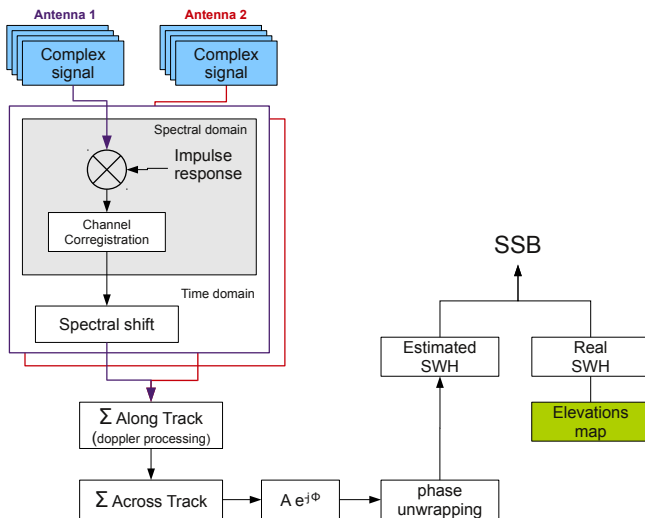 Antenna 1
Antenna 2
Complex
signal
Complex
signal
Spectral domain
Impulse
response
Channel
Corregistration
Time domain
Spectral shift
SSB
Estimated
SWH
Real
SWH
Elevations
map
Σ Along Track
(doppler processing)
Σ Across Track
A e^jΦ
phase
unwrapping